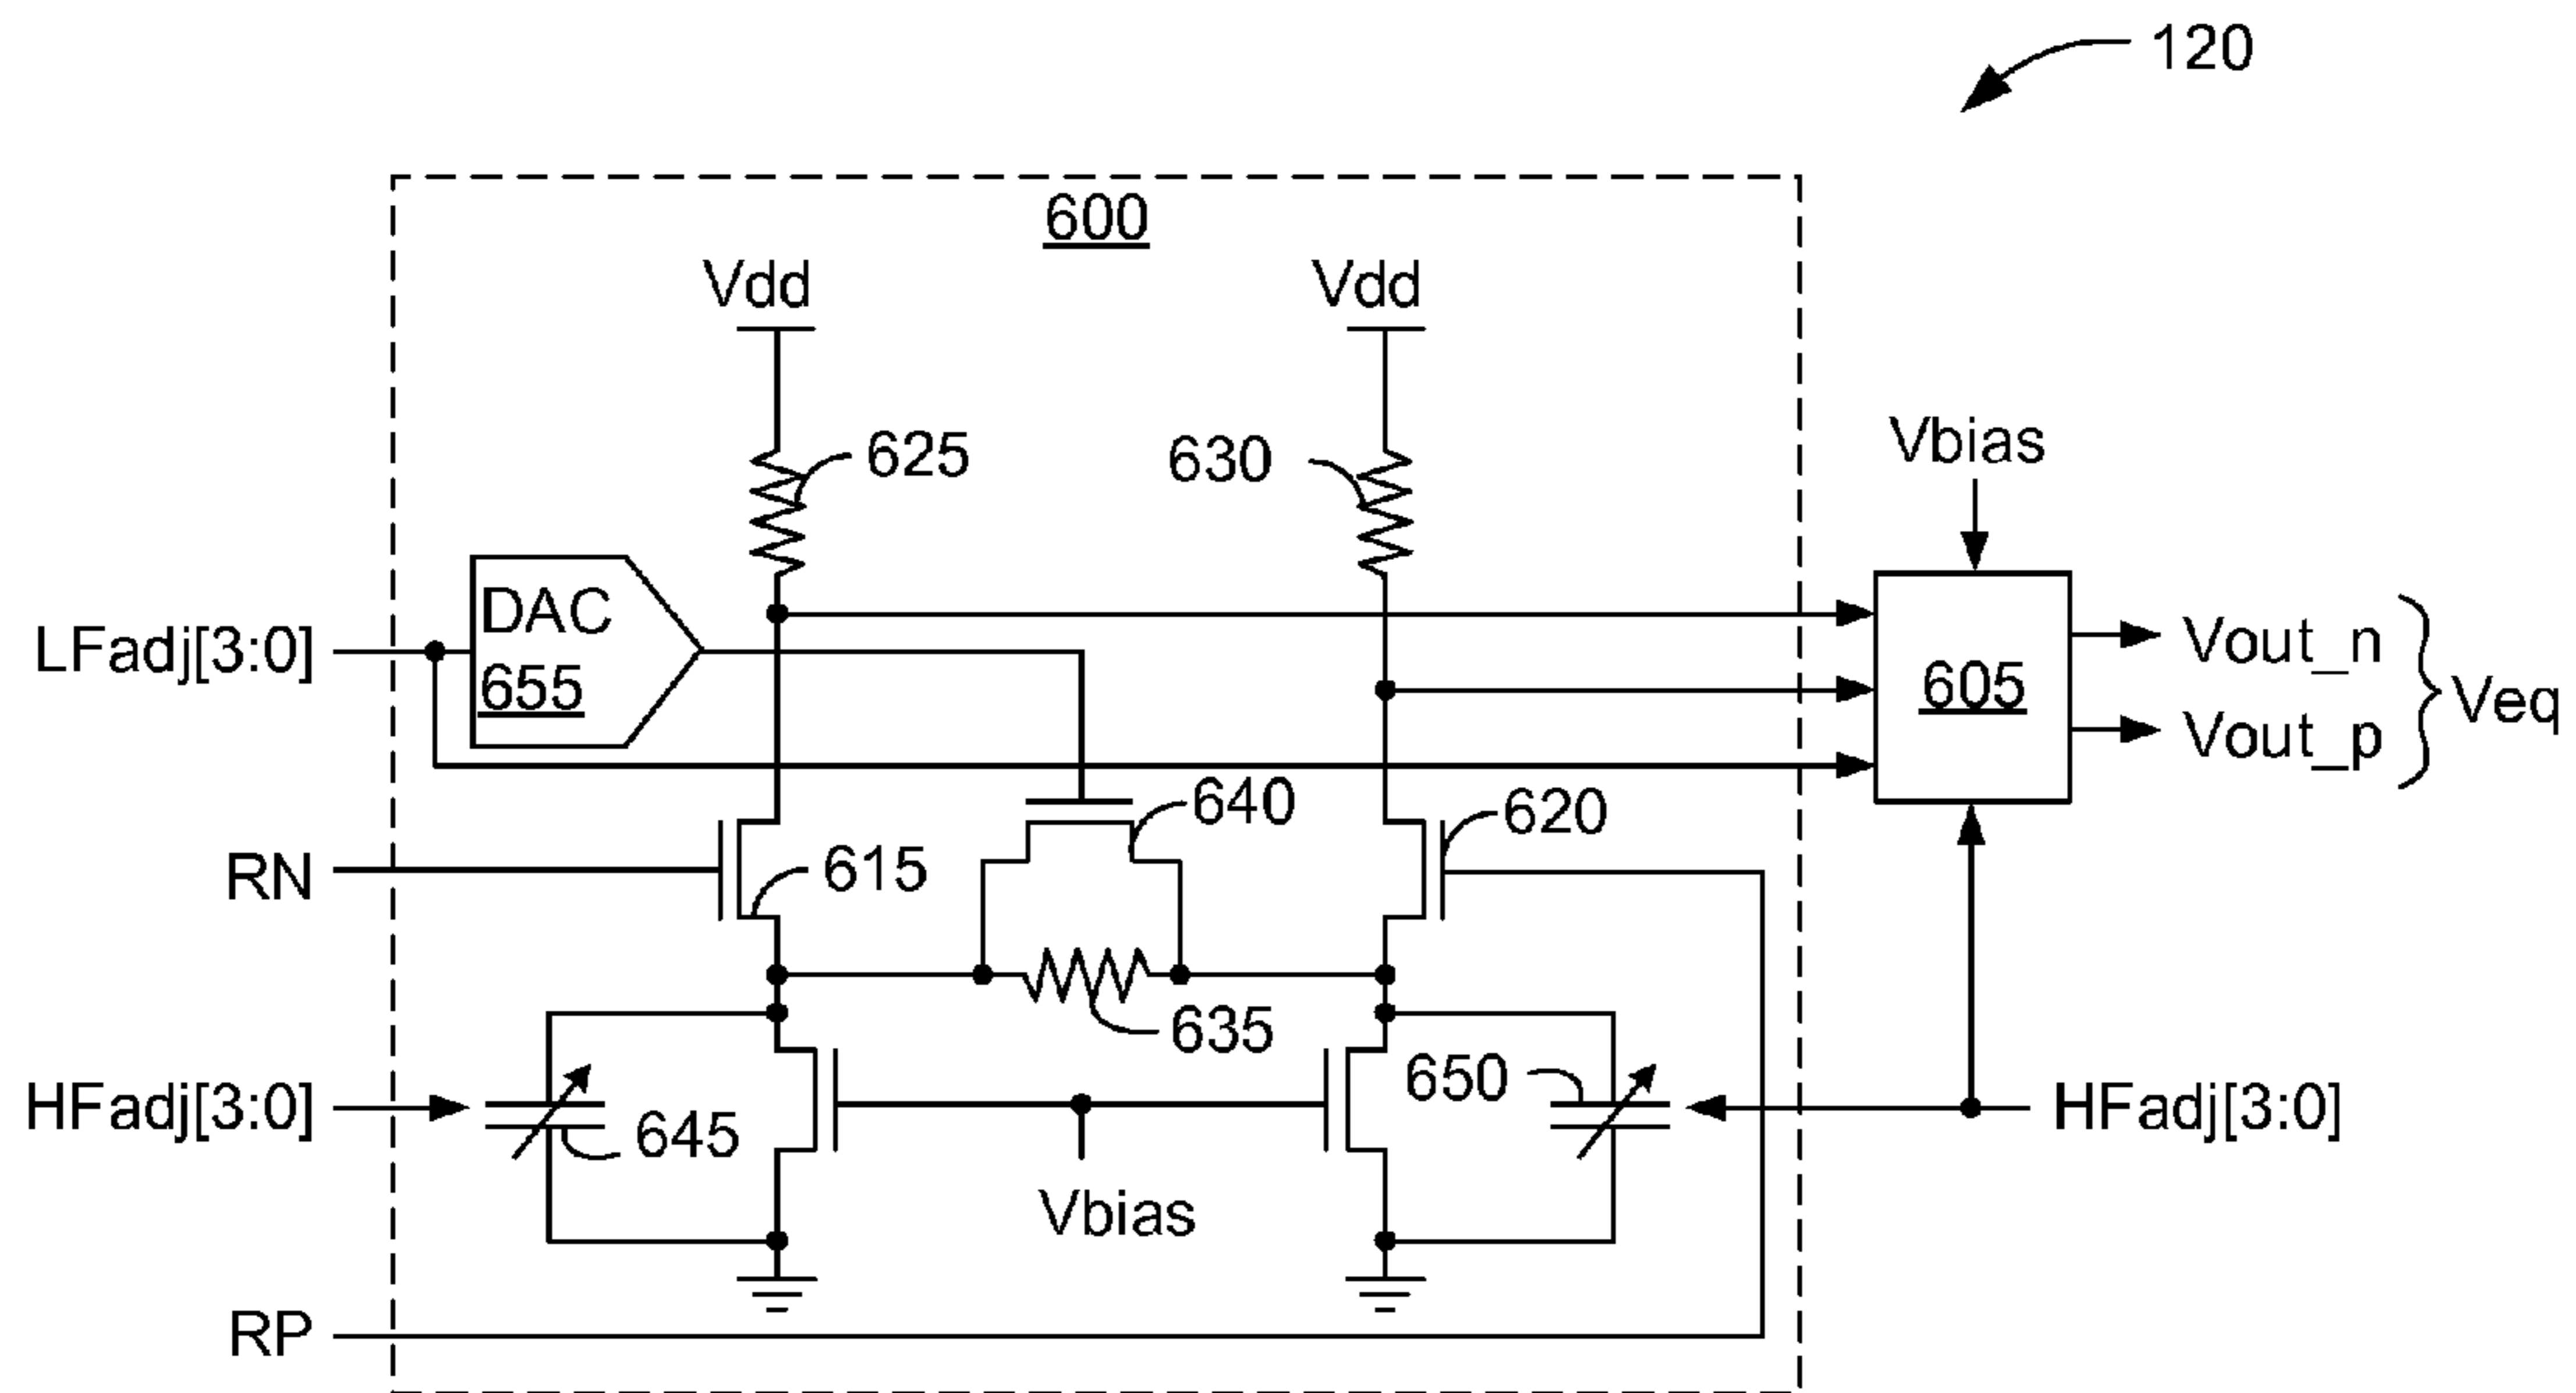 120
600
Vdd
Vdd
625
630
Vbias
LFadj[3:0]
DAC
655
605
Vout_n
Vout_p
Veq
640
620
RN
615
635
HFadj[3:0]
645
650
HFadj[3:0]
Vbias
RP